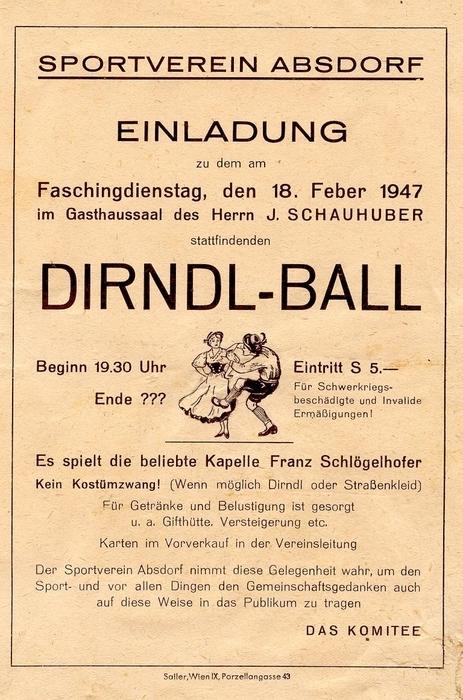 SPORTVEREIN ABSDORF
EINLADUNG
zu dem am
Faschingdienstag, den 18. Feber 1947
im Gasthaussaal des Herrn J. SCHAUHUBER
stattfindenden
DIRNDL-BALL
Beginn 19.30 Uhr
Ende ???
Eintritt S 5.—
Für Schwerkriegs-
beschädigte und Invalide
Ermäßigungen!
Es spielt die beliebte Kapelle Franz Schlögelhofer
Kein Kostümzwang! (Wenn möglich Dirndl oder Straßenkleid)
Für Getränke und Belustigung ist gesorgt
u. a. Gifthütte, Versteigerung etc.
Karten im Vorverkauf in der Vereinsleitung
Der Sportverein Absdorf nimmt diese Gelegenheit wahr, um den
Sport- und vor allen Dingen den Gemeinschaftsgedanken auch
auf diese Weise in das Publikum zu tragen
DAS KOMITEE
Saller, Wien IX, Porzellangasse 43